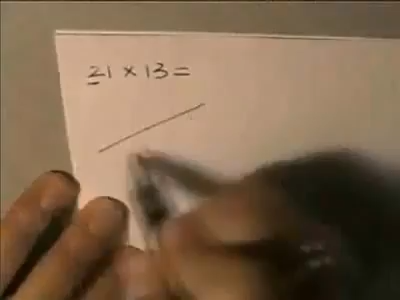 21 × 13 =